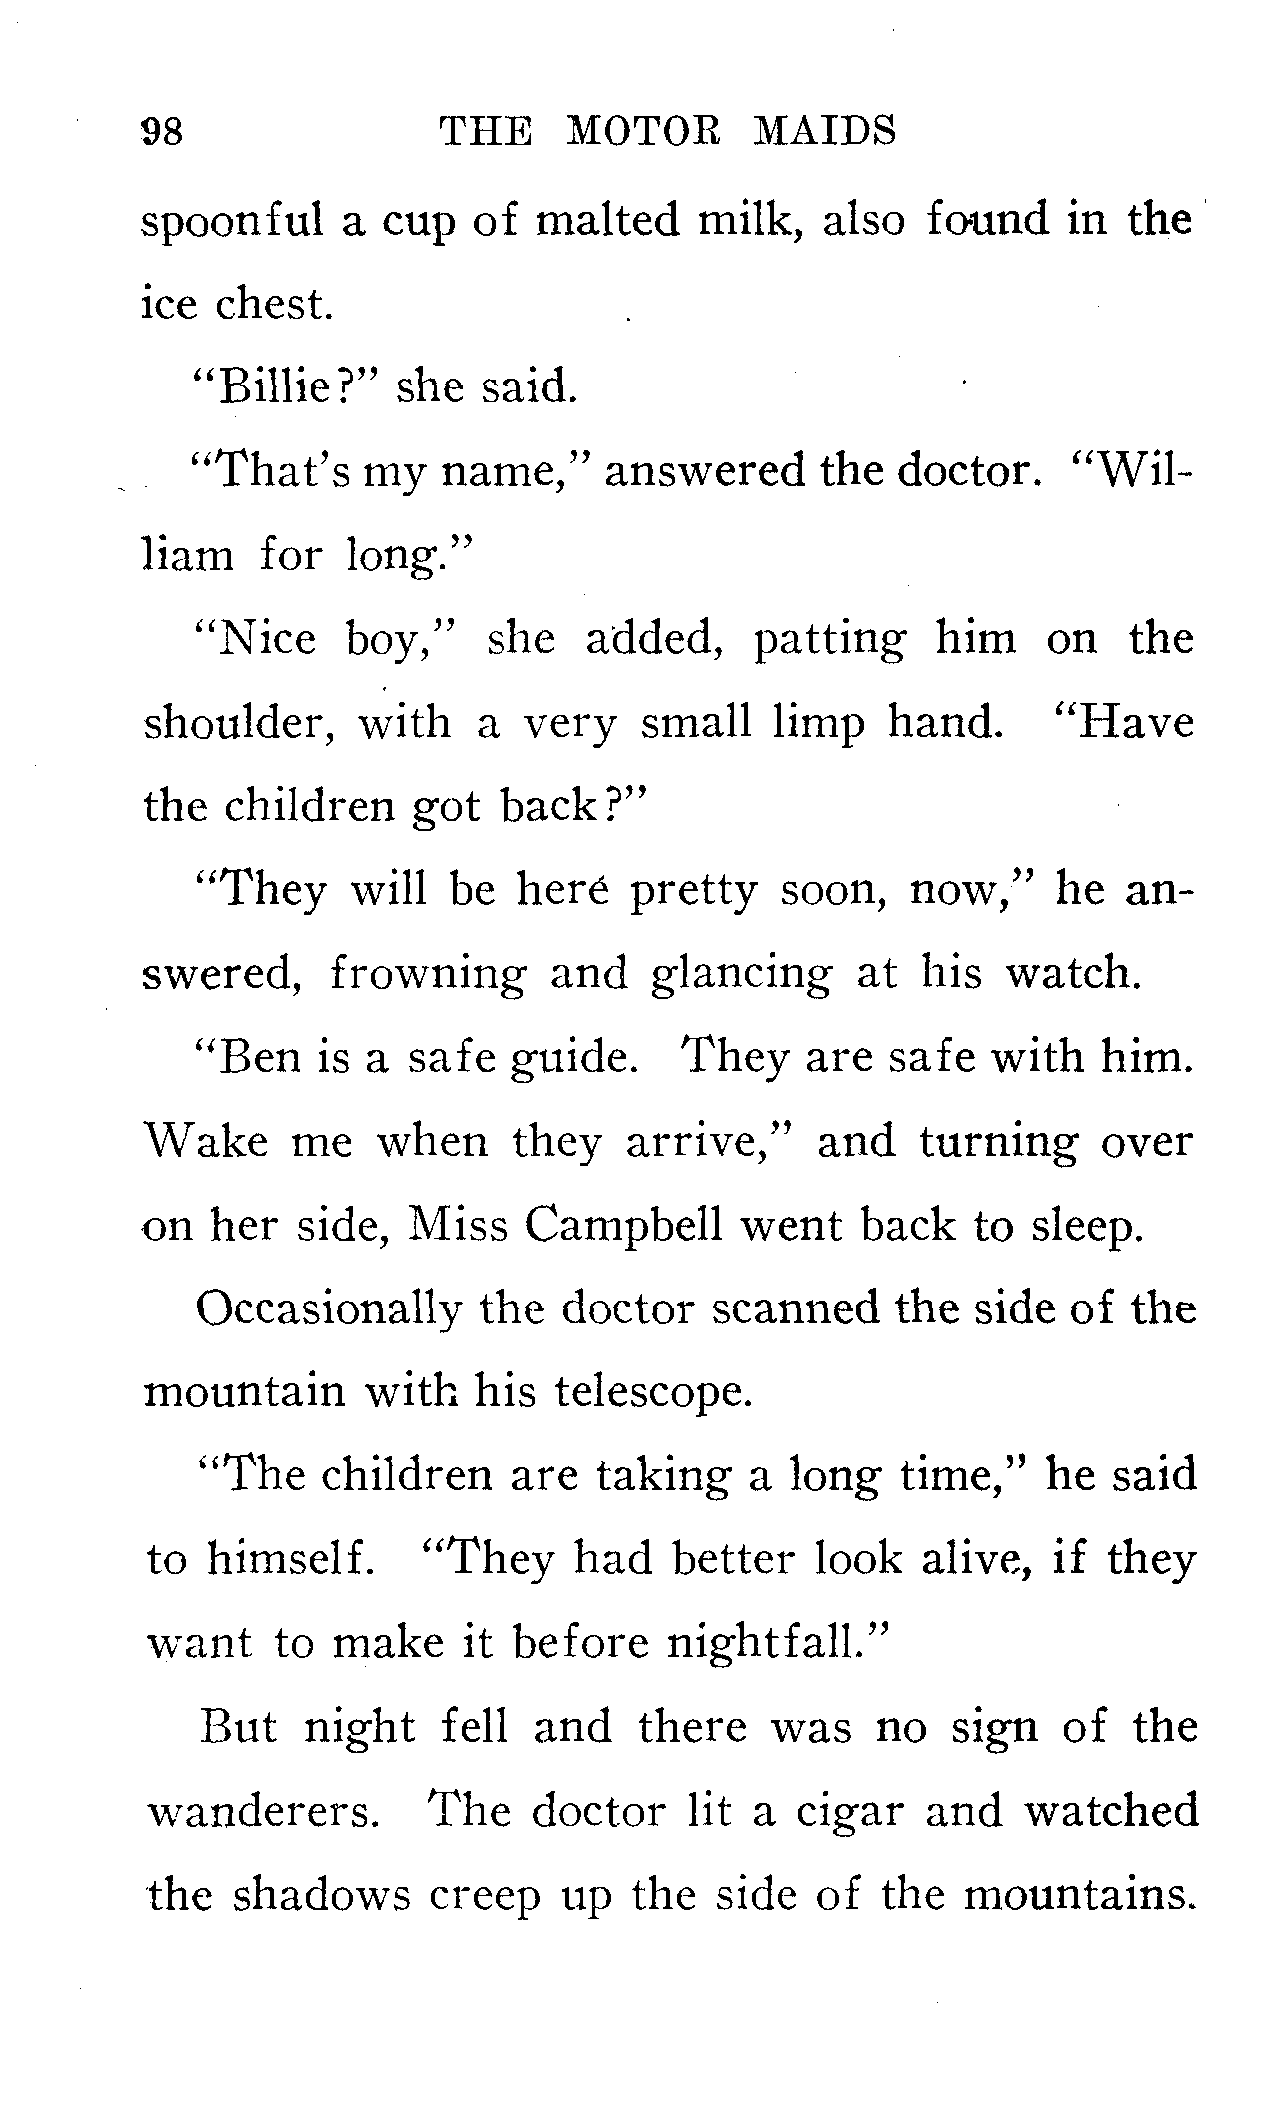 98 THE MOTOR MAIDS
spoonful a cup of malted milk, also found in the
ice chest.
"Billie?" she said.
"That's my name," answered the doctor. "Wil-
liam for long."
"Nice boy," she added, patting him on the
shoulder, with a very small limp hand. "Have
the children got back?"
"They will be here pretty soon, now," he an-
swered, frowning and glancing at his watch.
"Ben is a safe guide. They are safe with him.
Wake me when they arrive," and turning over
on her side, Miss Campbell went back to sleep.
Occasionally the doctor scanned the side of the
mountain with his telescope.
"The children are taking a long time," he said
to himself. "They had better look alive, if they
want to make it before nightfall."
But night fell and there was no sign of the
wanderers. The doctor lit a cigar and watched
the shadows creep up the side of the mountains.